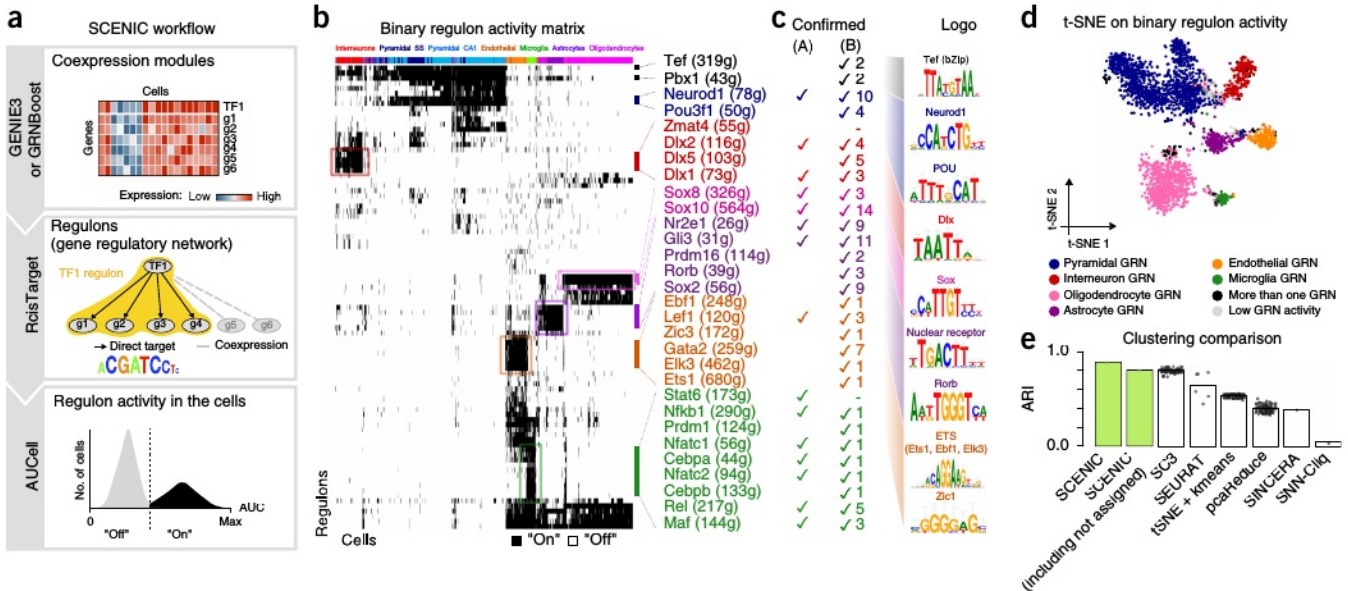 a
SCENIC workflow
GENIE3
or GRNBoost
Coexpression modules
Cells
Genes
TF1
g1
g2
g3
g4
g5
g6
Expression: Low High
RcisTarget
Regulons
(gene regulatory network)
TF1 regulon
TF1
g1 g2 g3 g4 g5 g6
Direct target Coexpression
ACGATCCTG
AUCell
Regulon activity in the cells
No. of cells
AUC
0 Max
"Off" "On"
b
Binary regulon activity matrix
Interneurons Pyramidal SS Pyramidal CA1 Endothelial Microglia Astrocytes Oligodendrocytes
Regulons
Cells
"On" "Off"
c
Confirmed Logo
(A) (B)
Tef (319g) ✓ 2
Pbx1 (43g) ✓ 2
Neurod1 (78g) ✓ ✓ 10
Pou3f1 (50g) ✓ 4
Zmat4 (55g) -
Dlx2 (116g) ✓ ✓ 4
Dlx5 (103g) ✓ 5
Dlx1 (73g) ✓ ✓ 3
Sox8 (326g) ✓ ✓ 3
Sox10 (564g) ✓ ✓ 14
Nr2e1 (26g) ✓ ✓ 9
Gli3 (31g) ✓ ✓ 11
Prdm16 (114g) ✓ 2
Rorb (39g) ✓ 3
Sox2 (56g) ✓ 9
Ebf1 (248g) ✓ 1
Lef1 (120g) ✓ ✓ 3
Zic3 (172g) ✓ 1
Gata2 (259g) ✓ 7
Elk3 (462g) ✓ 1
Ets1 (680g) ✓ 1
Stat6 (173g) ✓ -
Nfkb1 (290g) ✓ ✓ 1
Prdm1 (124g) ✓ 1
Nfatc1 (56g) ✓ ✓ 1
Cebpa (44g) ✓ ✓ 1
Nfatc2 (94g) ✓ ✓ 1
Cebpb (133g) ✓ 1
Rel (217g) ✓ ✓ 5
Maf (144g) ✓ ✓ 3
Tef (bZip)
Neurod1
POU
Dlx
TAATT
Sox
Nuclear receptor
Rorb
ETS
(Ets1, Ebf1, Elk3)
Zic1
d
t-SNE on binary regulon activity
t-SNE 2
t-SNE 1
Pyramidal GRN
Interneuron GRN
Oligodendrocyte GRN
Astrocyte GRN
Endothelial GRN
Microglia GRN
More than one GRN
Low GRN activity
e
Clustering comparison
ARI
1.0
0.0
SCENIC
SCENIC
(including not assigned)
SC3
SEURAT
tSNE + kmeans
pcaReduce
SINCERA
SNN-Cliq